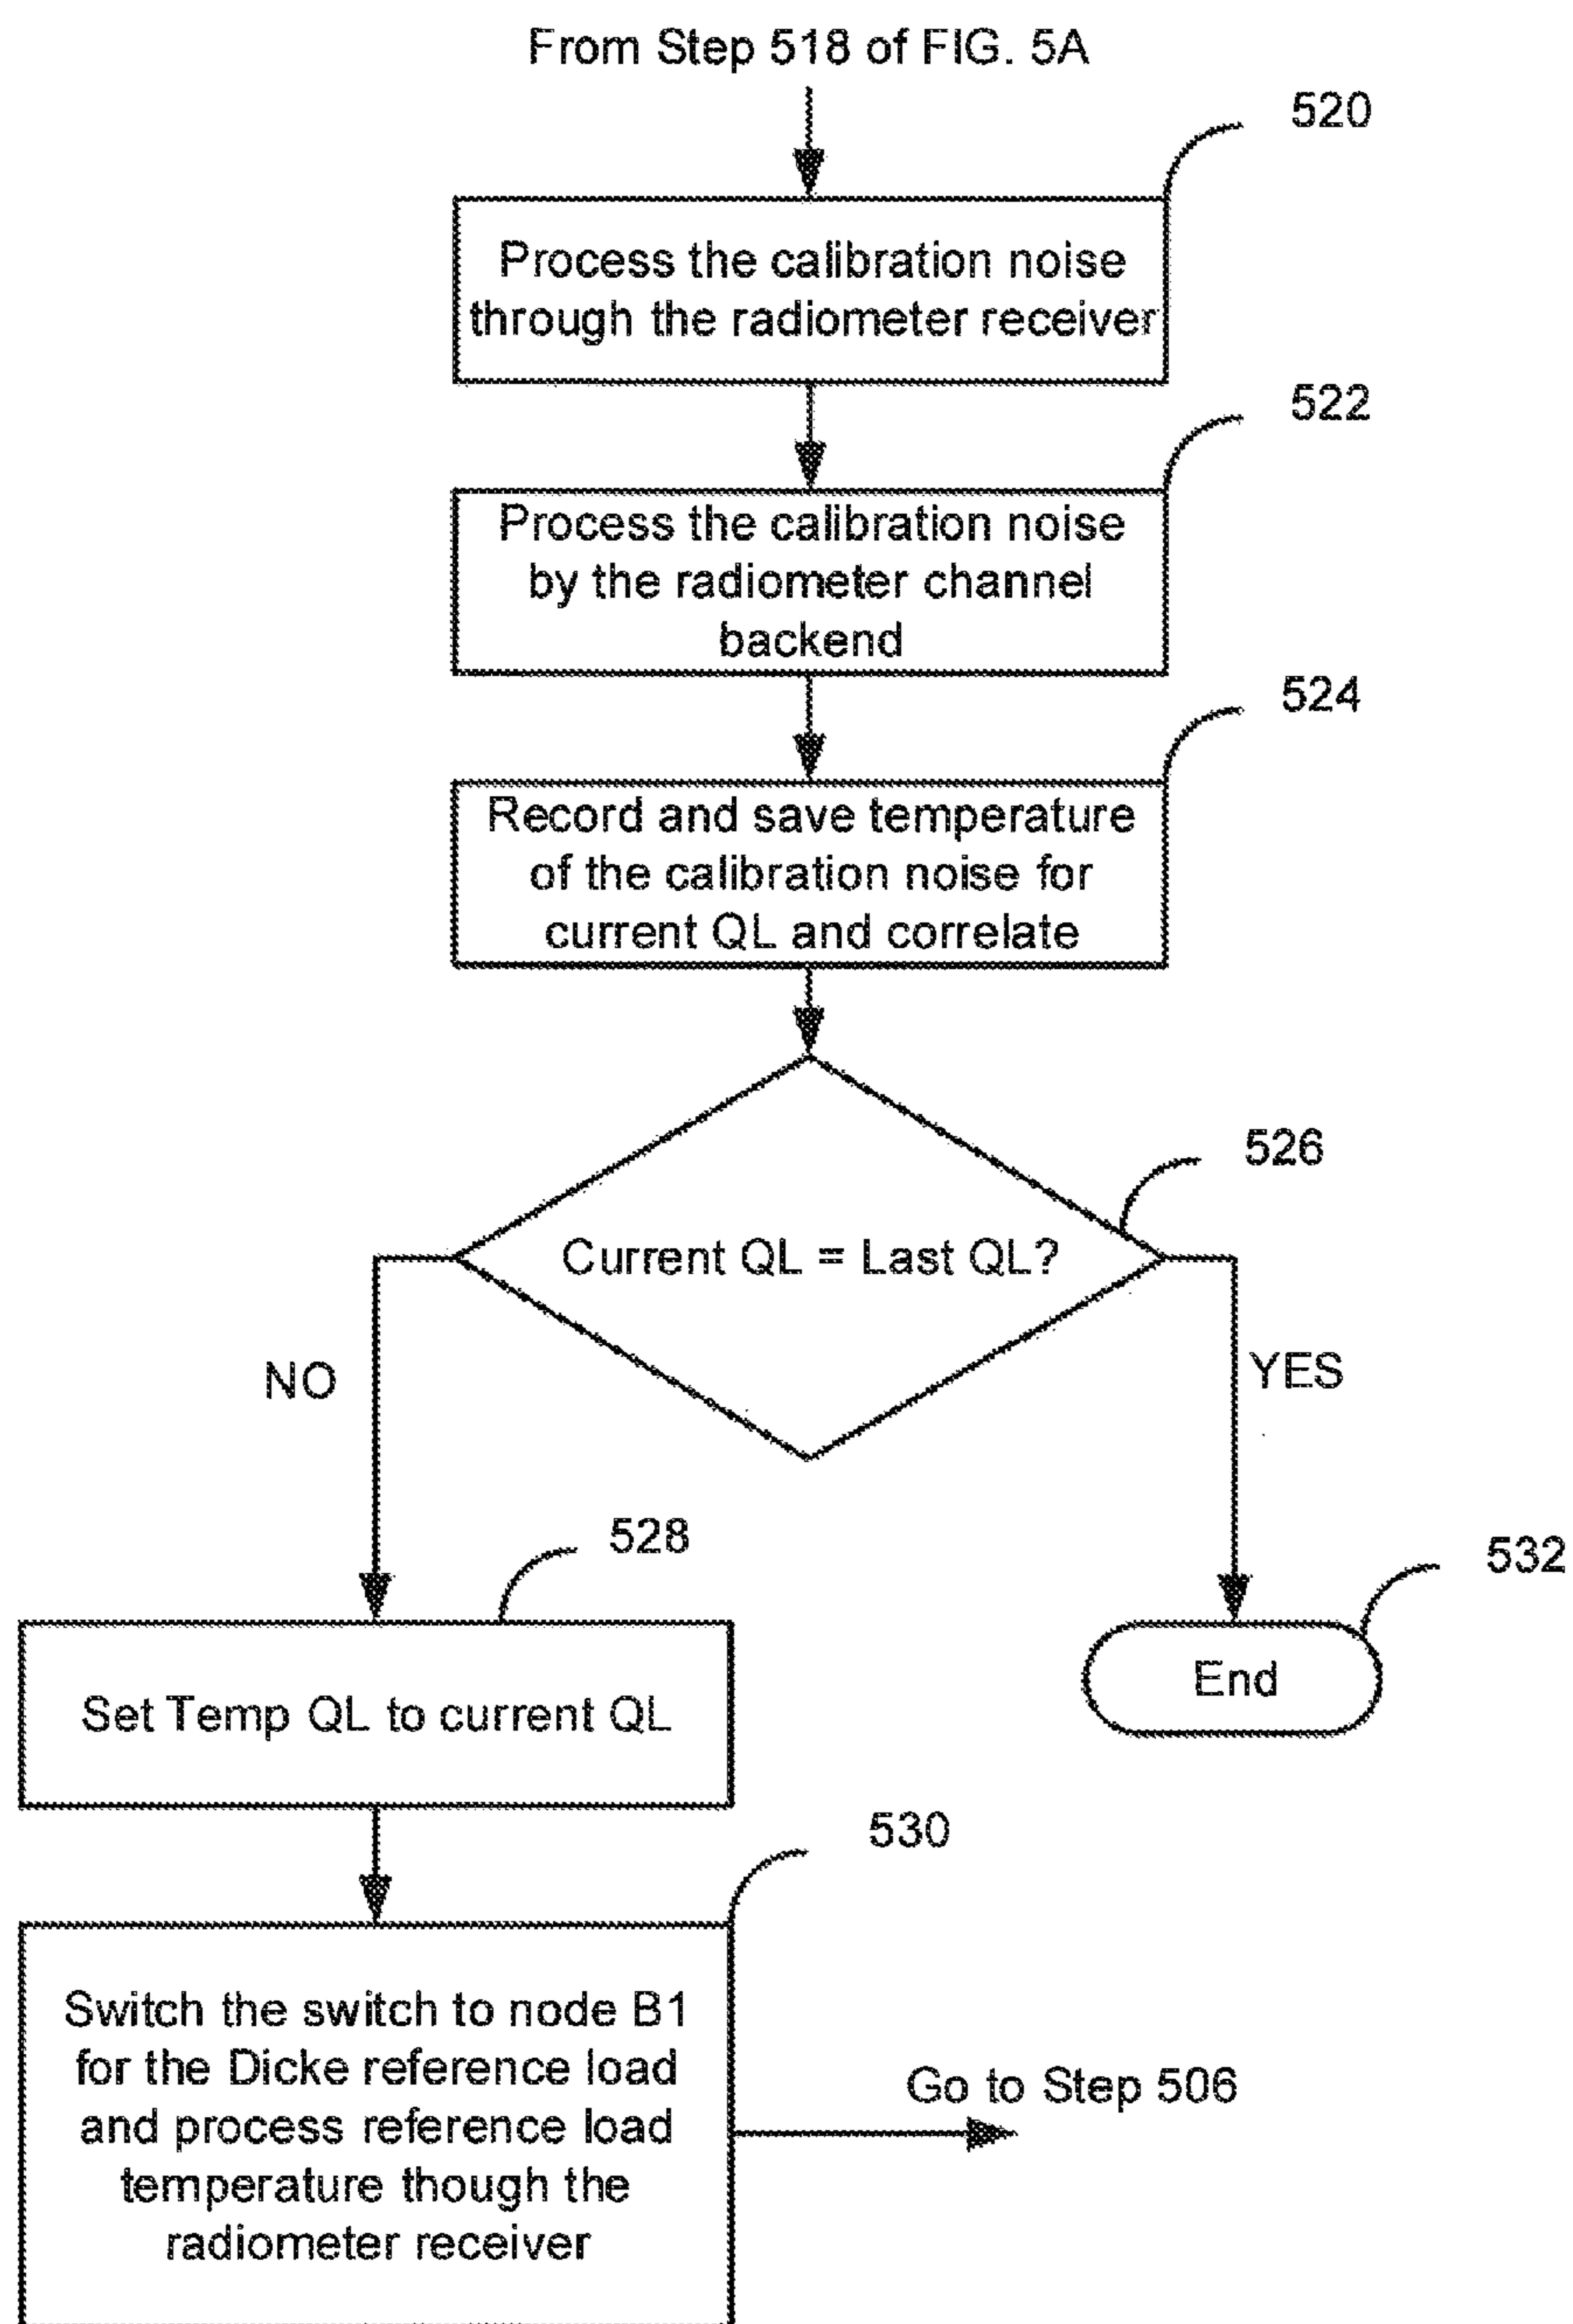 From Step 518 of FIG. 5A
520
Process the calibration noise
through the radiometer receiver
522
Process the calibration noise
by the radiometer channel
backend
524
Record and save temperature
of the calibration noise for
current QL and correlate
526
Current QL = Last QL?
NO
YES
528
Set Temp QL to current QL
532
End
530
Switch the switch to node B1
for the Dicke reference load
and process reference load
temperature though the
radiometer receiver
Go to Step 506